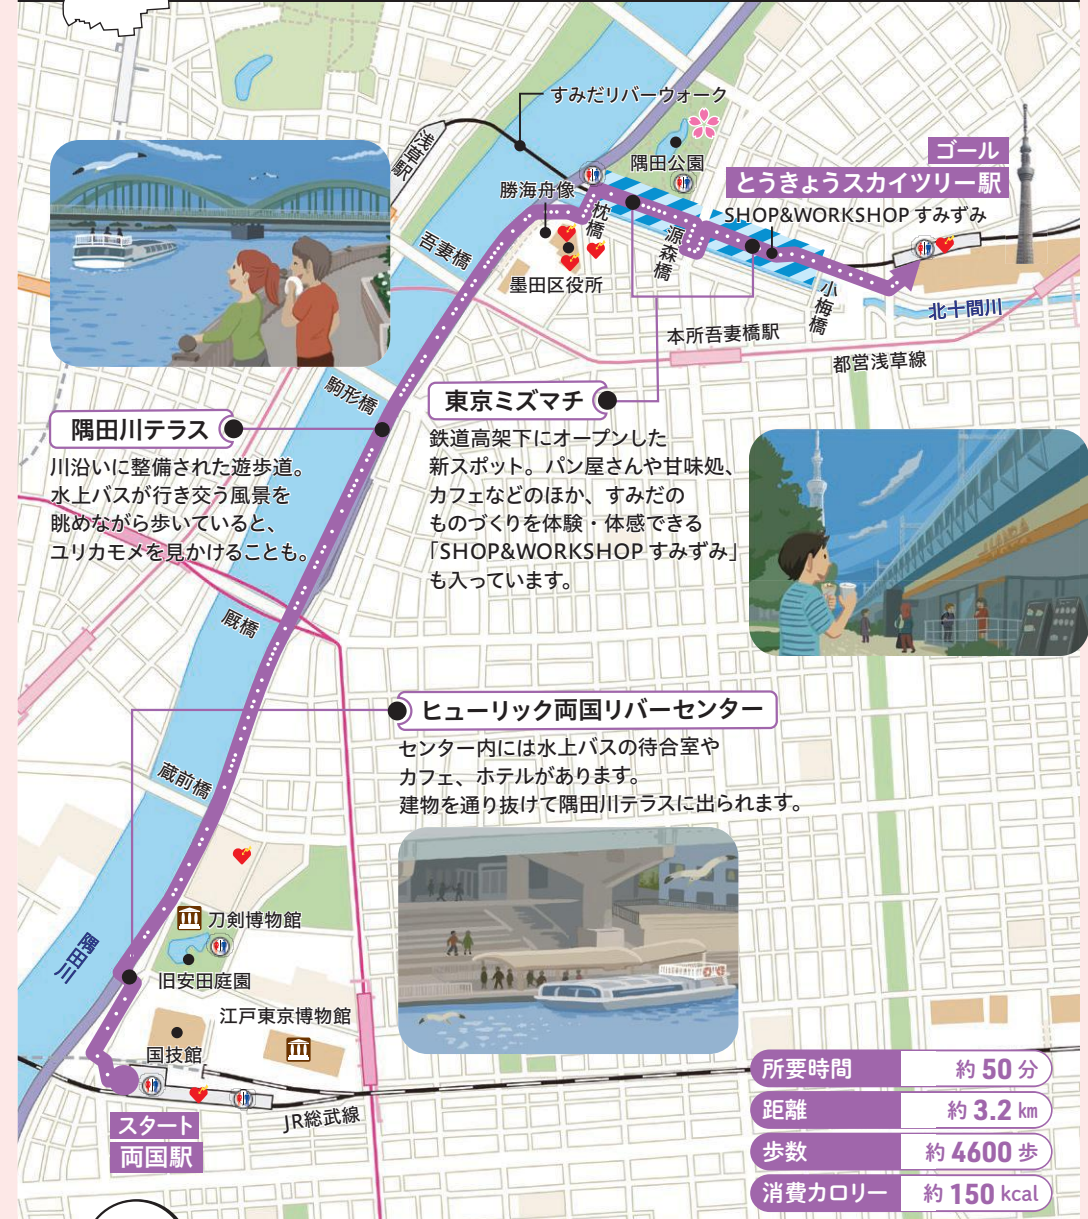 すみだリバーウォーク
浅草駅
隅田公園
ゴール
とうきょうスカイツリー駅
勝海舟像
枕橋
SHOP&WORKSHOP すみずみ
源森橋
吾妻橋
墨田区役所
小梅橋
北十間川
本所吾妻橋駅
都営浅草線
駒形橋
隅田川テラス
川沿いに整備された遊歩道。
水上バスが行き交う風景を
眺めながら歩いていると、
ユリカモメを見かけることも。
東京ミズマチ
鉄道高架下にオープンした
新スポット。パン屋さんや甘味処、
カフェなどのほか、すみだの
ものづくりを体験・体感できる
「SHOP&WORKSHOP すみずみ」
も入っています。
厩橋
ヒューリック両国リバーセンター
センター内には水上バスの待合室や
カフェ、ホテルがあります。
建物を通り抜けて隅田川テラスに出られます。
蔵前橋
刀剣博物館
隅田川
旧安田庭園
江戸東京博物館
国技館
JR総武線
スタート
両国駅
所要時間 約 50 分
距離 約 3.2 km
歩数 約 4600 歩
消費カロリー 約 150 kcal